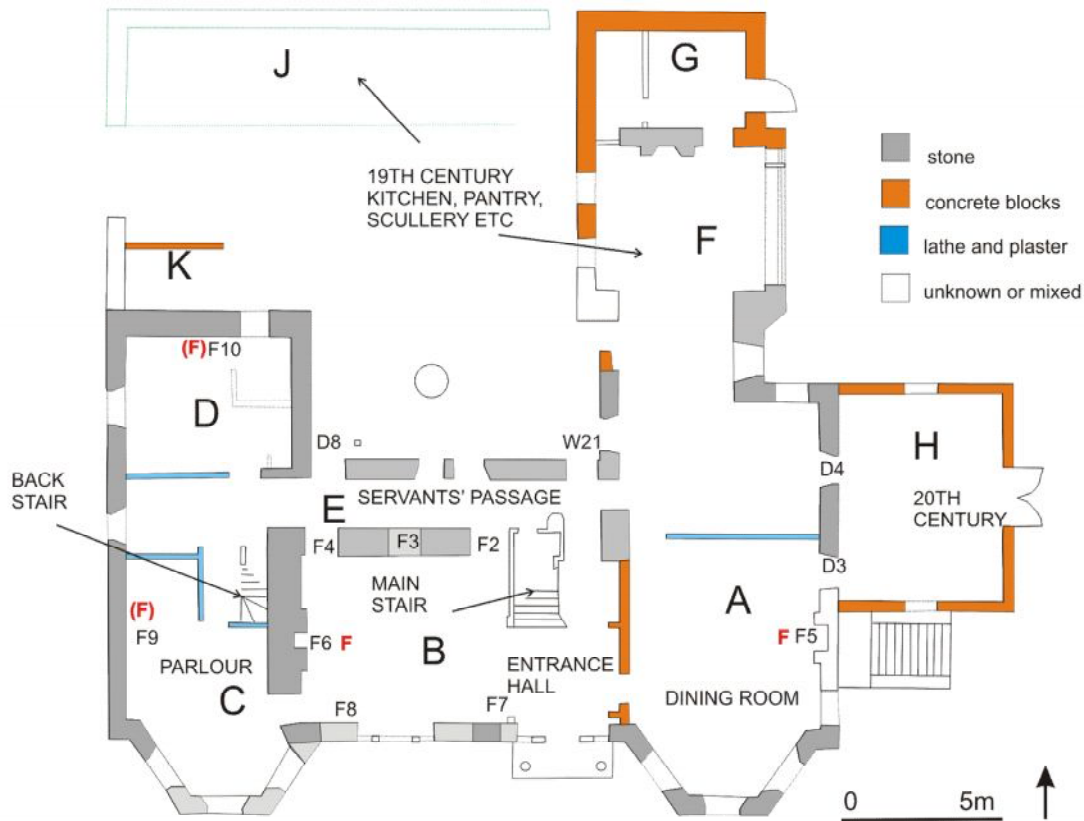 J
G
19TH CENTURY
KITCHEN, PANTRY,
SCULLERY ETC
stone
concrete blocks
lathe and plaster
unknown or mixed
F
K
(F) F10
D
D8
W21
H
BACK
STAIR
SERVANTS' PASSAGE
D4
20TH
CENTURY
E
F4
F3
F2
D3
MAIN
STAIR
A
(F)
F9
F6 F
B
F F5
PARLOUR
ENTRANCE
HALL
C
DINING ROOM
F8
F7
0 5m